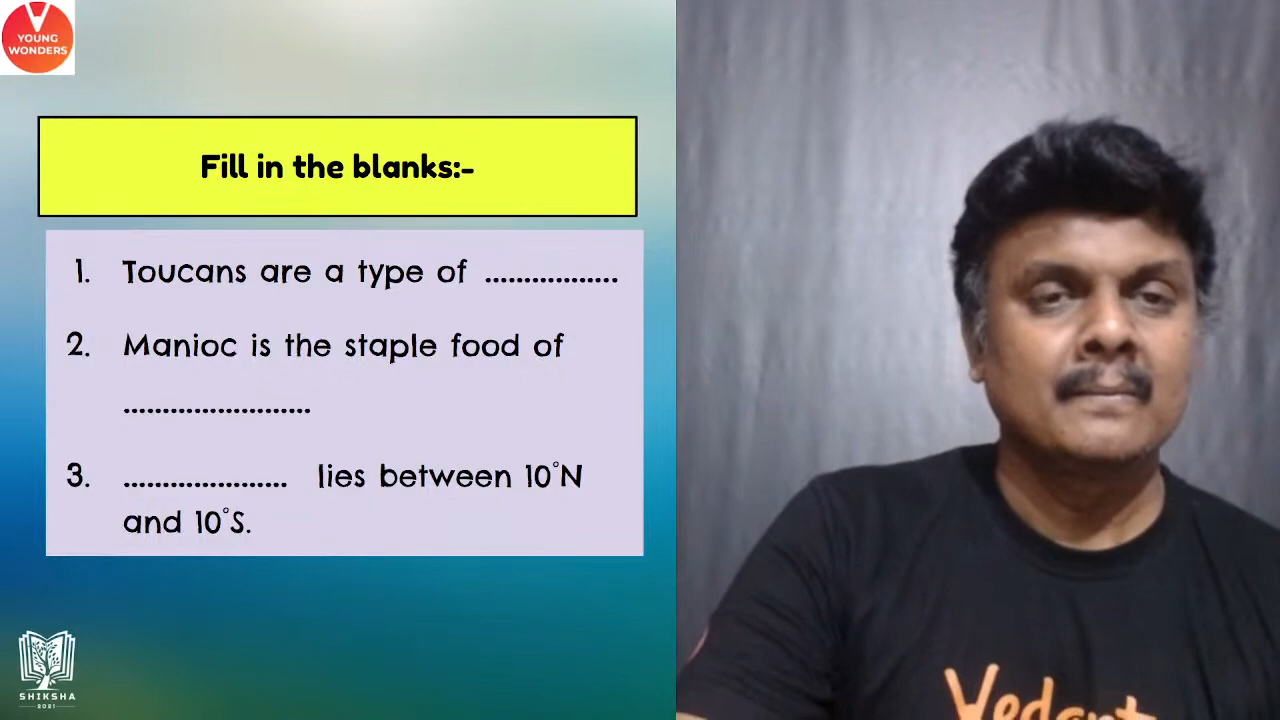 YOUNG
WONDERS
Fill in the blanks:-
1. Toucans are a type of .................
2. Manioc is the staple food of
........................
3. ..................... lies between 10°N
and 10°S.
SHIKSHA
2021